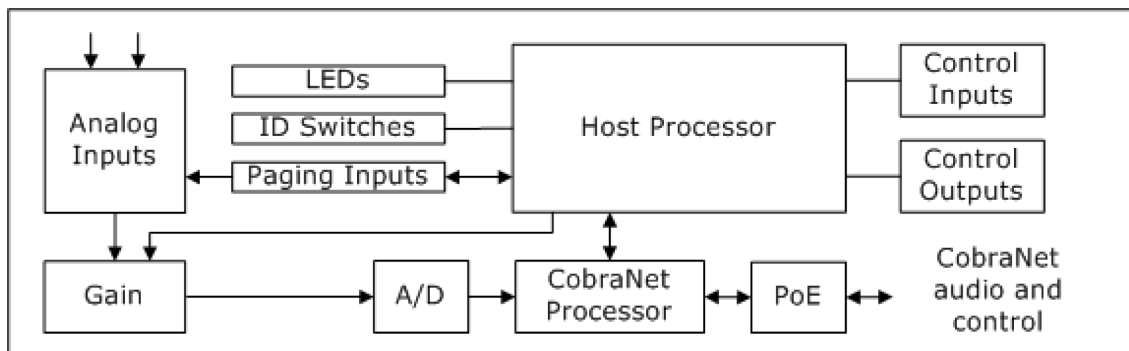 LEDs
ID Switches
Paging Inputs
Analog
Inputs
Host Processor
Control
Inputs
Control
Outputs
Gain
A/D
CobraNet
Processor
PoE
CobraNet
audio and
control